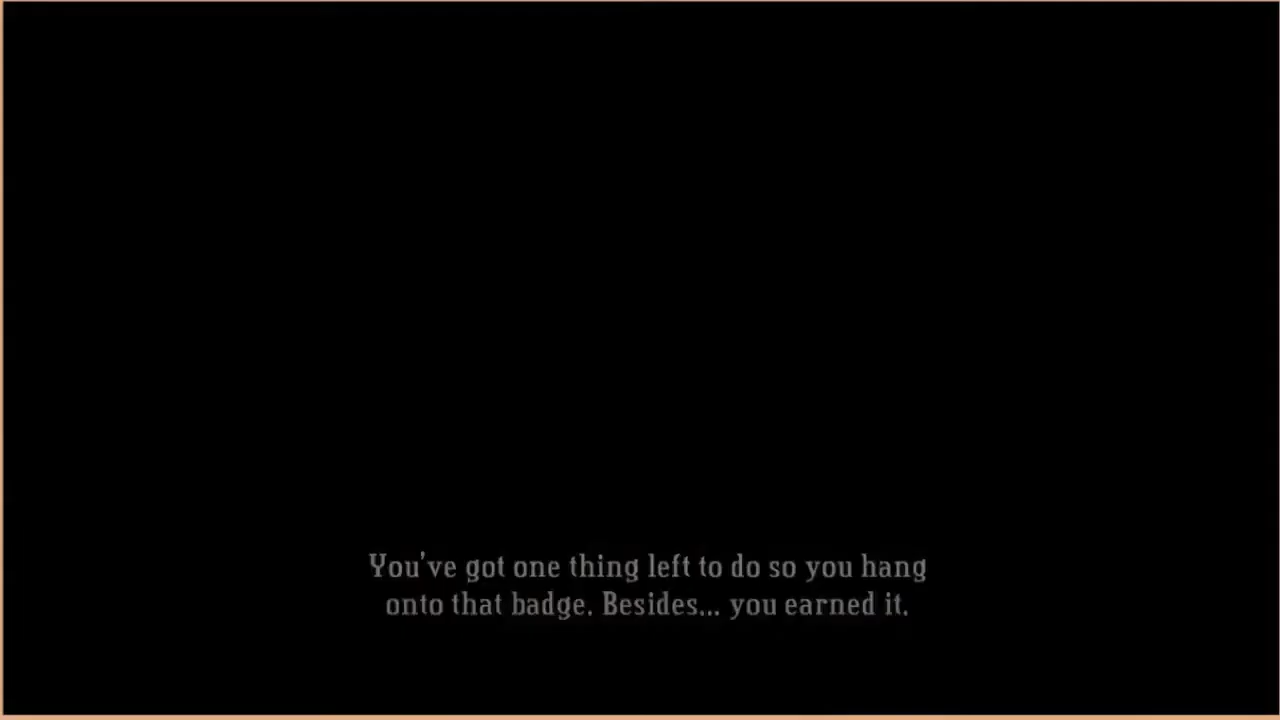 You've got one thing left to do so you hang
onto that badge. Besides... you earned it.